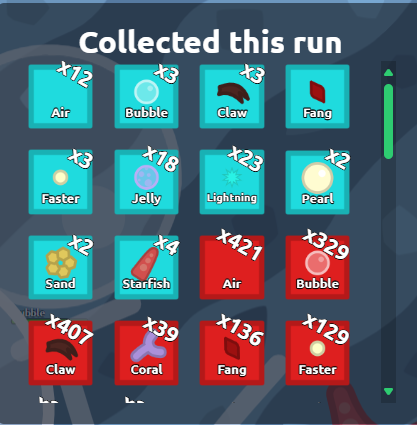 Collected this run
x12 x3 x3
Air Bubble Claw Fang
x3 x18 x23 x2
Faster Jelly Lightning Pearl
x2 x4 x421 x329
Sand Starfish Air Bubble
x407 x39 x136 x129
Claw Coral Fang Faster